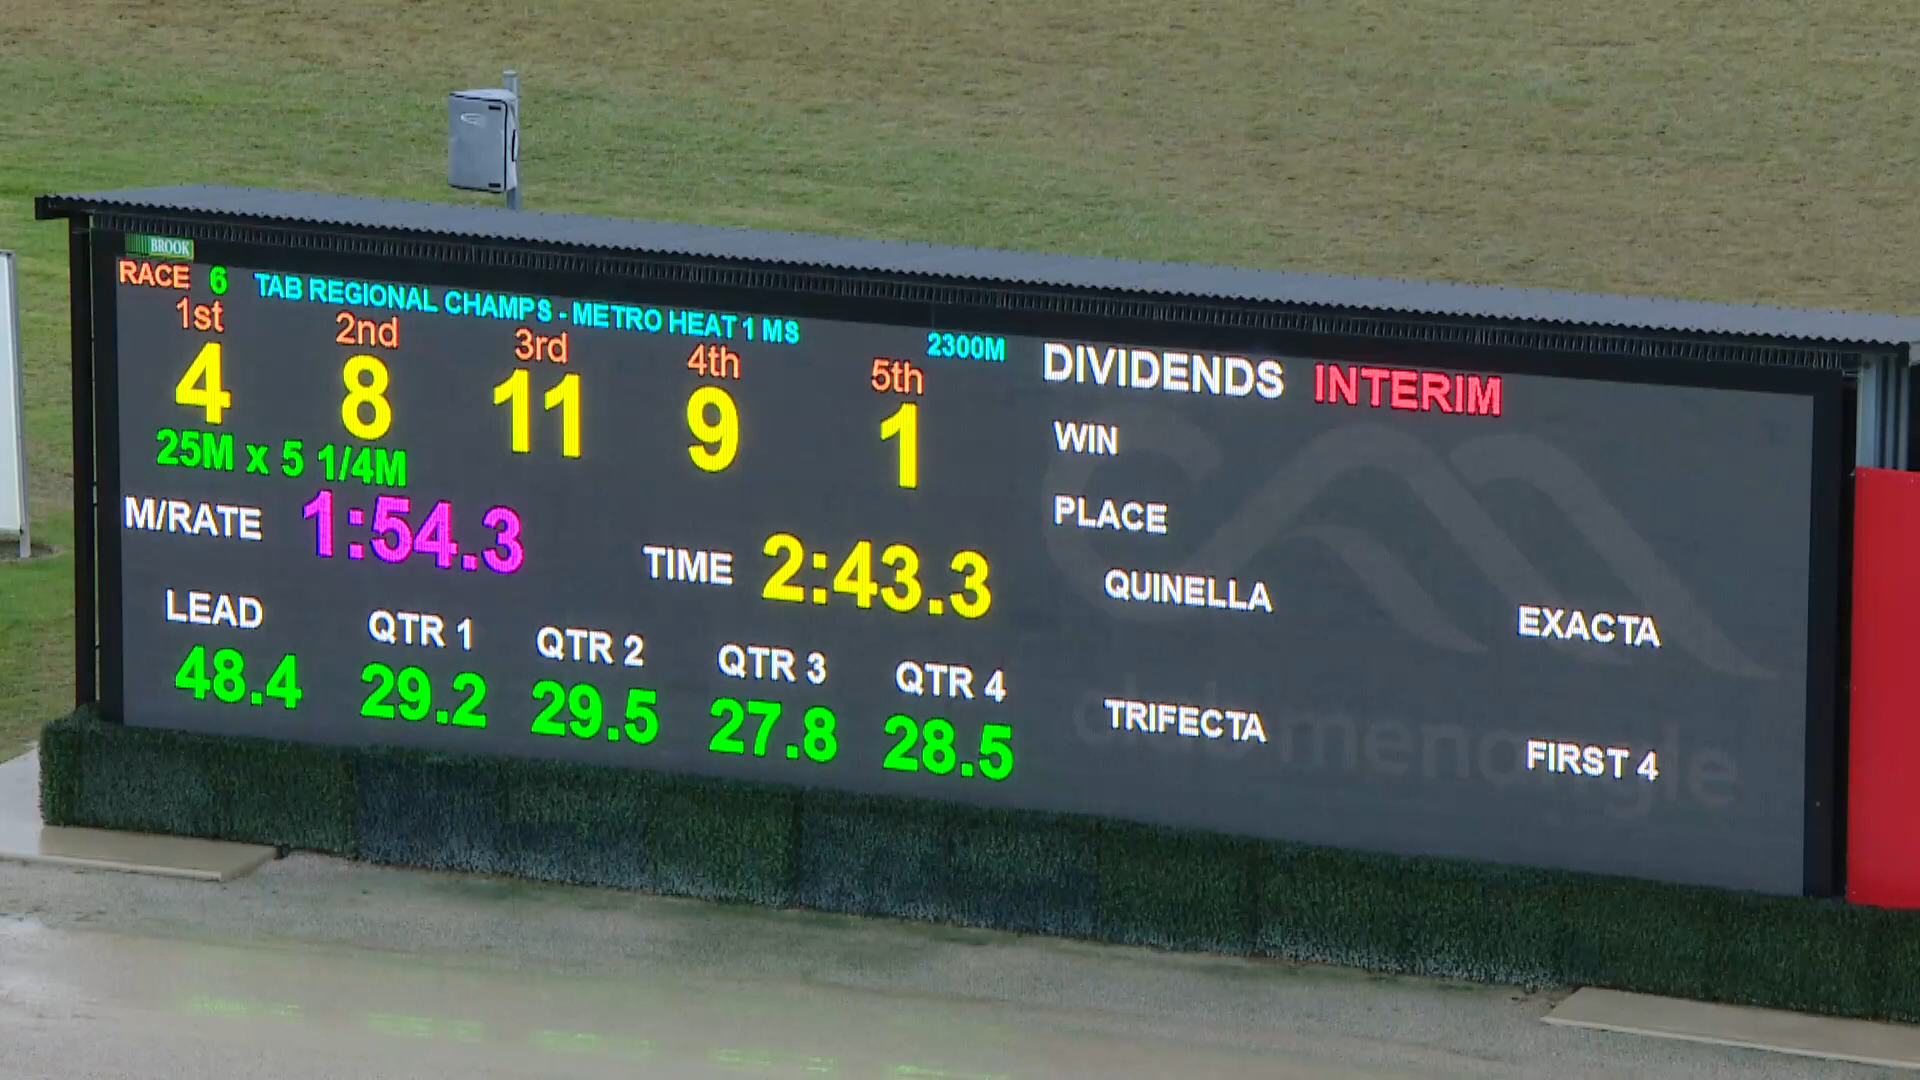 BROOK
RACE 6 TAB REGIONAL CHAMPS - METRO HEAT 1 MS 2300M
1st 2nd 3rd 4th 5th
4 8 11 9 1
25M x 5 1/4M
M/RATE 1:54.3 TIME 2:43.3
LEAD QTR 1 QTR 2 QTR 3 QTR 4
48.4 29.2 29.5 27.8 28.5
DIVIDENDS INTERIM
WIN
PLACE
QUINELLA EXACTA
TRIFECTA FIRST 4
club menangle